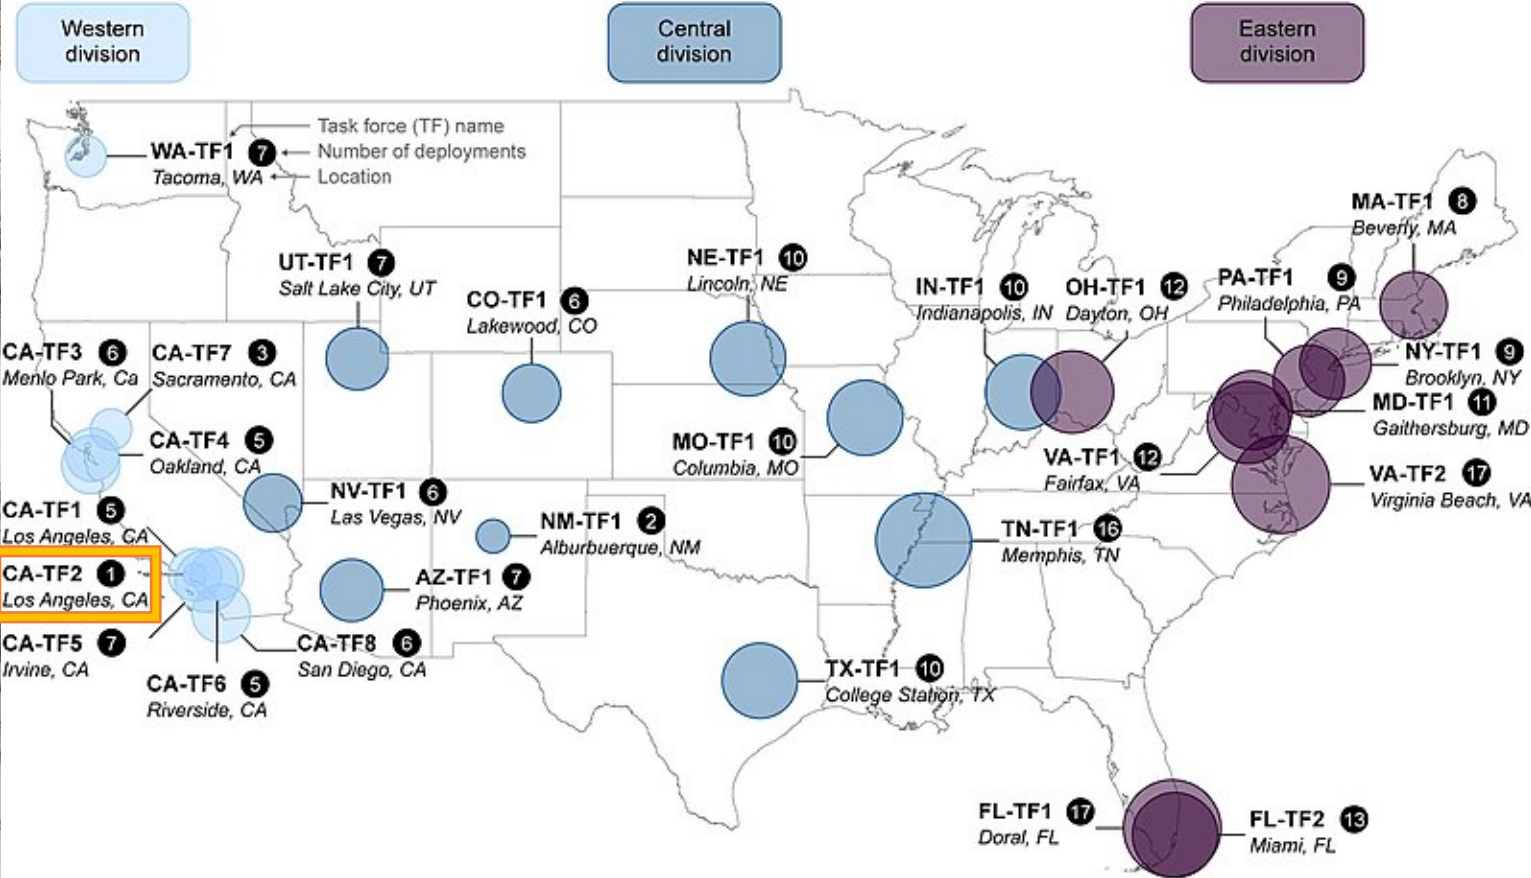 Western
division
Central
division
Eastern
division
Task force (TF) name
WA-TF1 7 Number of deployments
Tacoma, WA Location
MA-TF1 8
Beverly, MA
UT-TF1 7
Salt Lake City, UT
NE-TF1 10
Lincoln, NE
CO-TF1 6
Lakewood, CO
IN-TF1 10
Indianapolis, IN
OH-TF1 12
Dayton, OH
PA-TF1 9
Philadelphia, PA
CA-TF3 6
Menlo Park, Ca
CA-TF7 3
Sacramento, CA
NY-TF1 9
Brooklyn, NY
MD-TF1 11
Gaithersburg, MD
CA-TF4 5
Oakland, CA
MO-TF1 10
Columbia, MO
VA-TF1 12
Fairfax, VA
VA-TF2 17
Virginia Beach, VA
CA-TF1 5
Los Angeles, CA
NV-TF1 6
Las Vegas, NV
NM-TF1 2
Alburbuerque, NM
TN-TF1 16
Memphis, TN
CA-TF2 1
Los Angeles, CA
AZ-TF1 7
Phoenix, AZ
CA-TF5 7
Irvine, CA
CA-TF8 6
San Diego, CA
CA-TF6 5
Riverside, CA
TX-TF1 10
College Station, TX
FL-TF1 17
Doral, FL
FL-TF2 13
Miami, FL